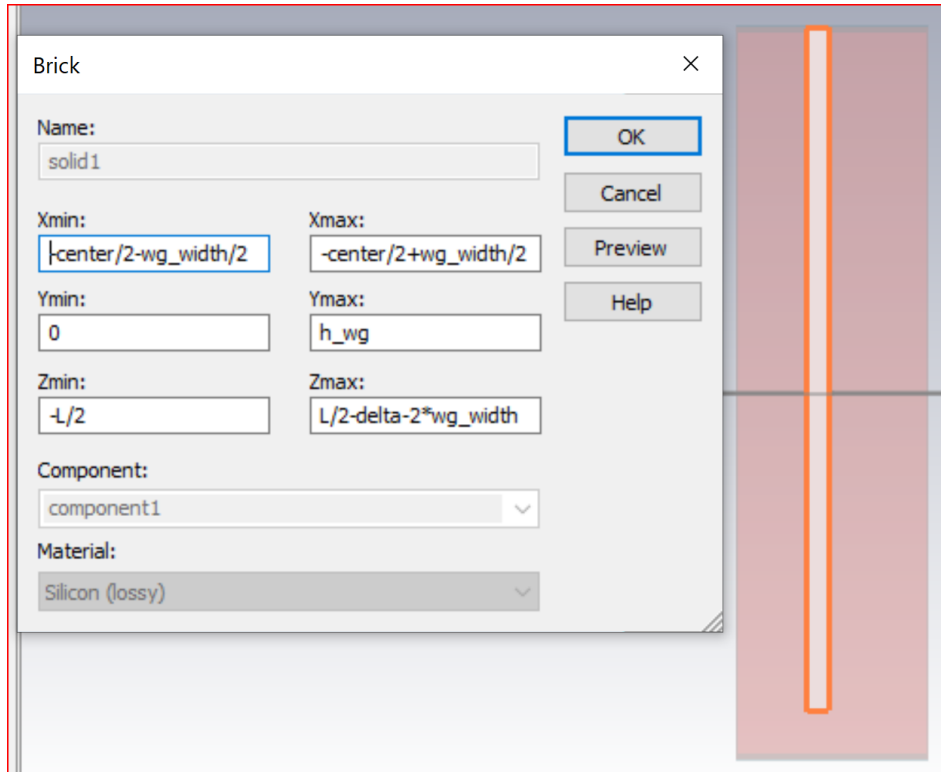 Brick
Name:
solid1
OK
Cancel
Xmin:
Xmax:
-center/2-wg_width/2
-center/2+wg_width/2
Preview
Ymin:
Ymax:
Help
0
h_wg
Zmin:
Zmax:
-L/2
L/2-delta-2*wg_width
Component:
component1
Material:
Silicon (lossy)